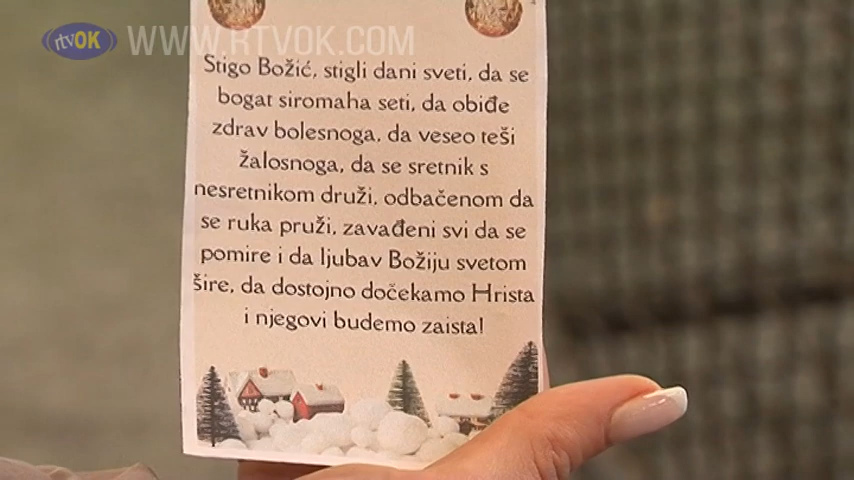 rtvOK WWW.RTVOK.COM
Stigo Božić, stigli dani sveti, da se
bogat siromaha seti, da obiđe
zdrav bolesnoga, da veseo teši
žalosnoga, da se sretnik s
nesretnikom druži, odbačenom da
se ruka pruži, zavađeni svi da se
pomire i da ljubav Božiju svetom
šire, da dostojno dočekamo Hrista
i njegovi budemo zaista!